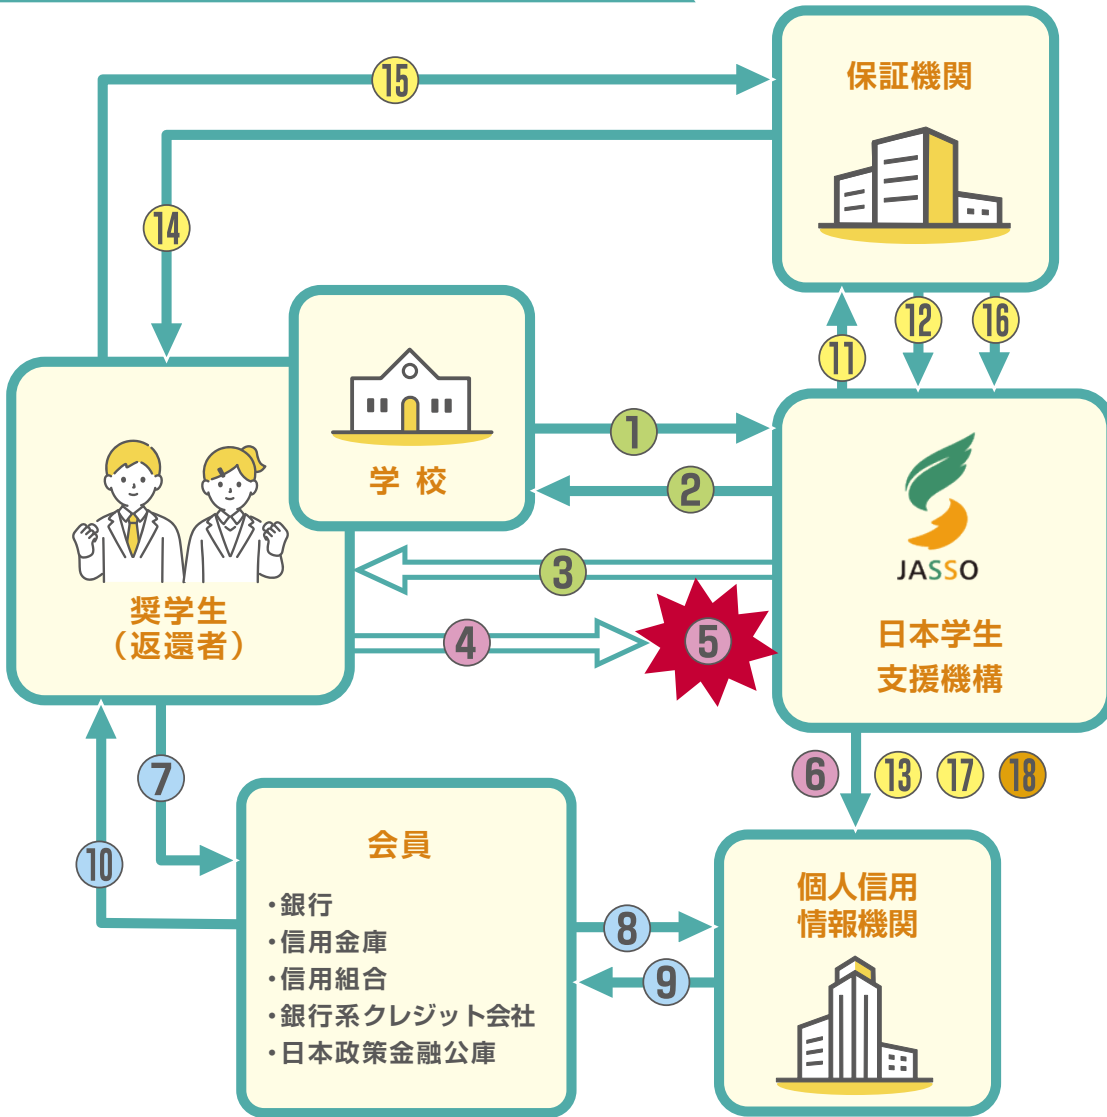 15
保証機関
14
12
16
11
学 校
1
2
JASSO
3
奨学生
(返還者)
4
5
日本学生
支援機構
6
13
17
18
7
10
会員
・銀行
・信用金庫
・信用組合
・銀行系クレジット会社
・日本政策金融公庫
8
9
個人信用
情報機関